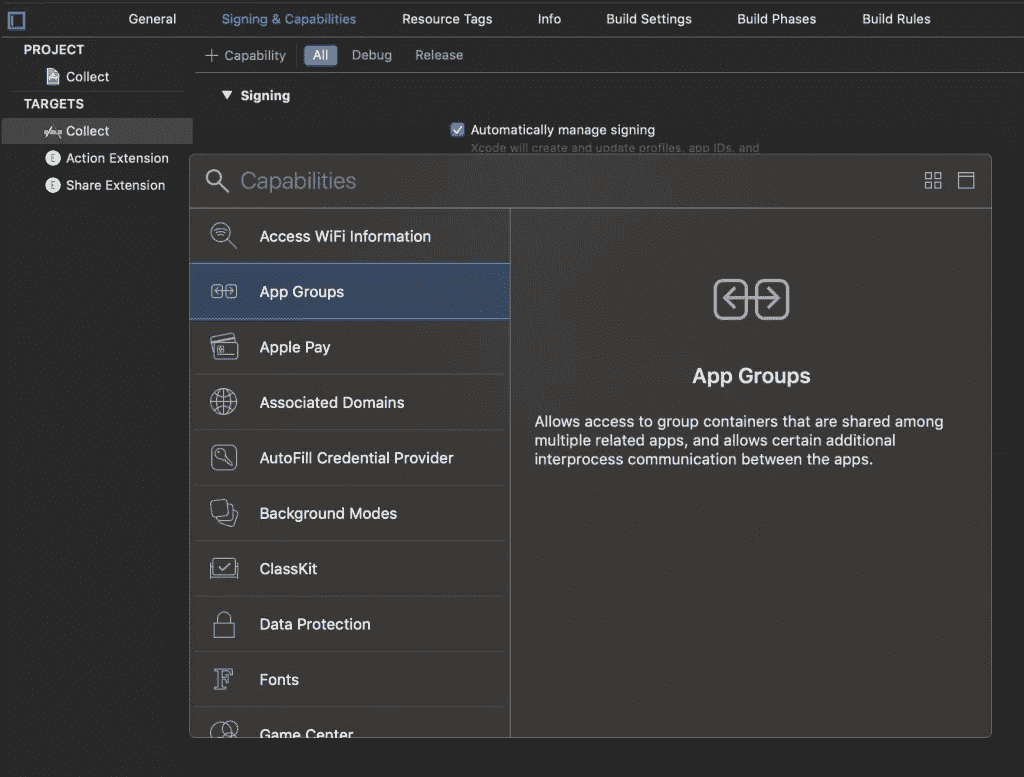 General Signing & Capabilities Resource Tags Info Build Settings Build Phases Build Rules
PROJECT
Collect
TARGETS
Collect
E Action Extension
E Share Extension
+ Capability All Debug Release
Signing
Automatically manage signing
Xcode will create and update profiles, app IDs, and
Capabilities
Access WiFi Information
App Groups
Apple Pay
Associated Domains
AutoFill Credential Provider
Background Modes
ClassKit
Data Protection
F Fonts
Game Center
App Groups
Allows access to group containers that are shared among
multiple related apps, and allows certain additional
interprocess communication between the apps.